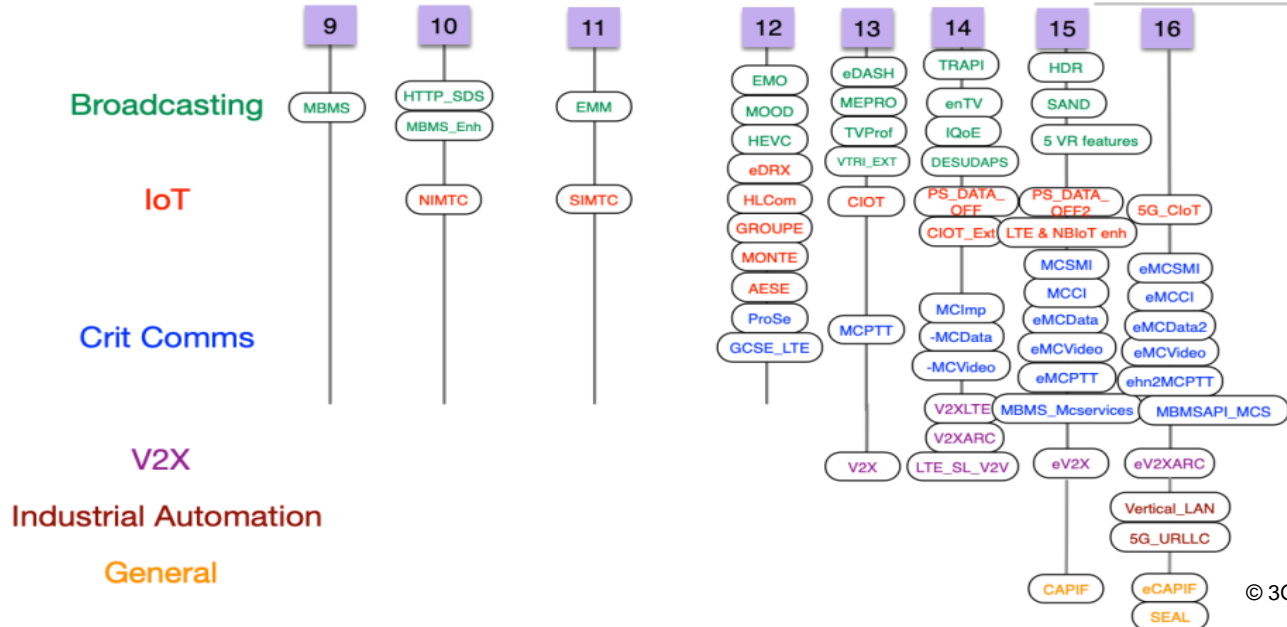 9 10 11 12 13 14 15 16
Broadcasting
MBMS
HTTP_SDS
MBMS_Enh
EMM
EMO
MOOD
HEVC
eDASH
MEPRO
TVProf
VTRI_EXT
TRAPI
enTV
IQoE
DESUDAPS
HDR
SAND
5 VR features
IoT
NIMTC
SIMTC
eDRX
HLCom
GROUPE
MONTE
AESE
CIOT
PS_DATA_
OFF
CIOT_Ext
PS_DATA_
OFF2
LTE & NBIoT enh
5G_CIoT
Crit Comms
ProSe
GCSE_LTE
MCPTT
MCImp
-MCData
-MCVideo
MCSMI
MCCI
eMCData
eMCVideo
eMCPTT
MBMS_Mcservices
eMCSMI
eMCCI
eMCData2
eMCVideo
ehn2MCPTT
MBMSAPI_MCS
V2X
V2X
V2XLTE
V2XARC
LTE_SL_V2V
eV2X
eV2XARC
Industrial Automation
Vertical_LAN
5G_URLLC
General
CAPIF
eCAPIF
SEAL